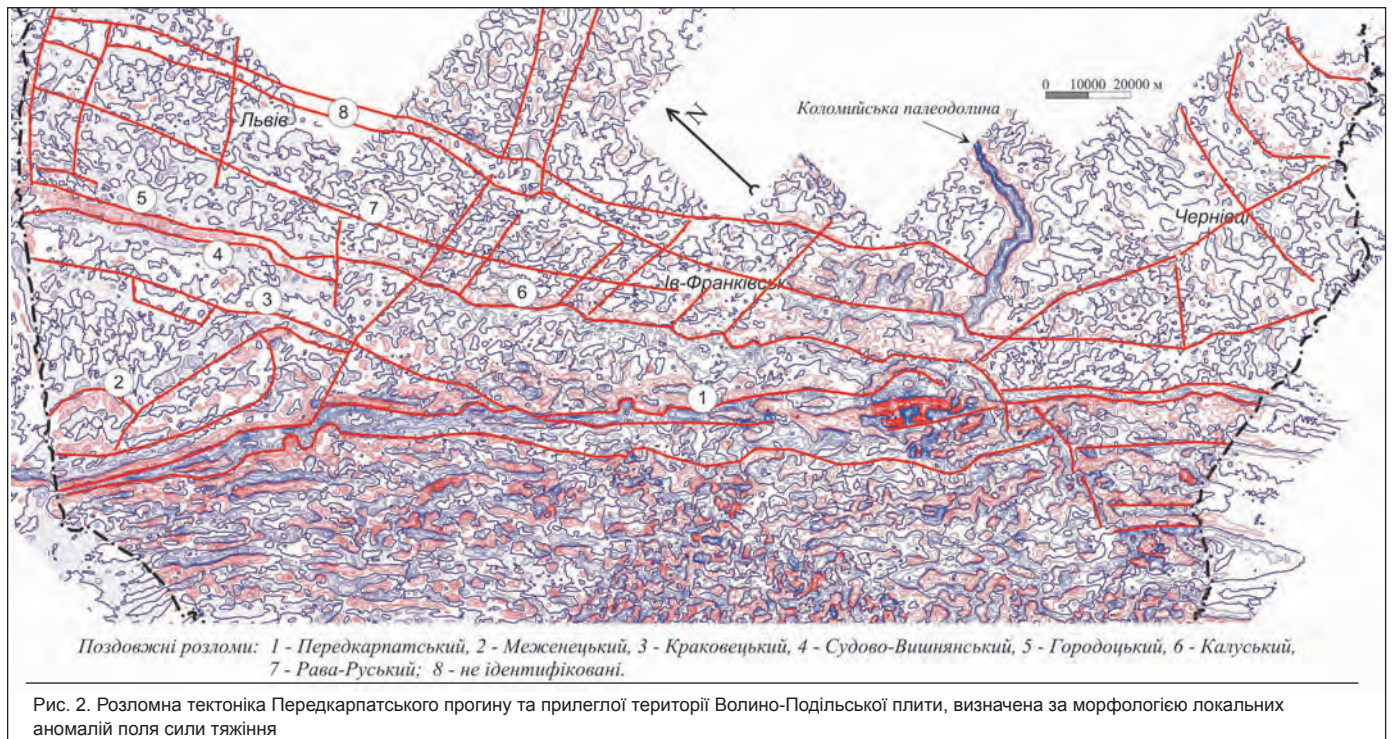 8
Львів
N
0 10000 20000 м
Коломийська палеодолина
5
7
4
Чернівці
3
6
Ів-Франківськ
2
1
Поздовжні розломи: 1 - Передкарпатський, 2 - Меженецький, 3 - Краковецький, 4 - Судово-Вишнянський, 5 - Городоцький, 6 - Калуський,
7 - Рава-Руський; 8 - не ідентифіковані.
Рис. 2. Розломна тектоніка Передкарпатського прогину та прилеглої території Волино-Подільської плити, визначена за морфологією локальних
аномалій поля сили тяжіння